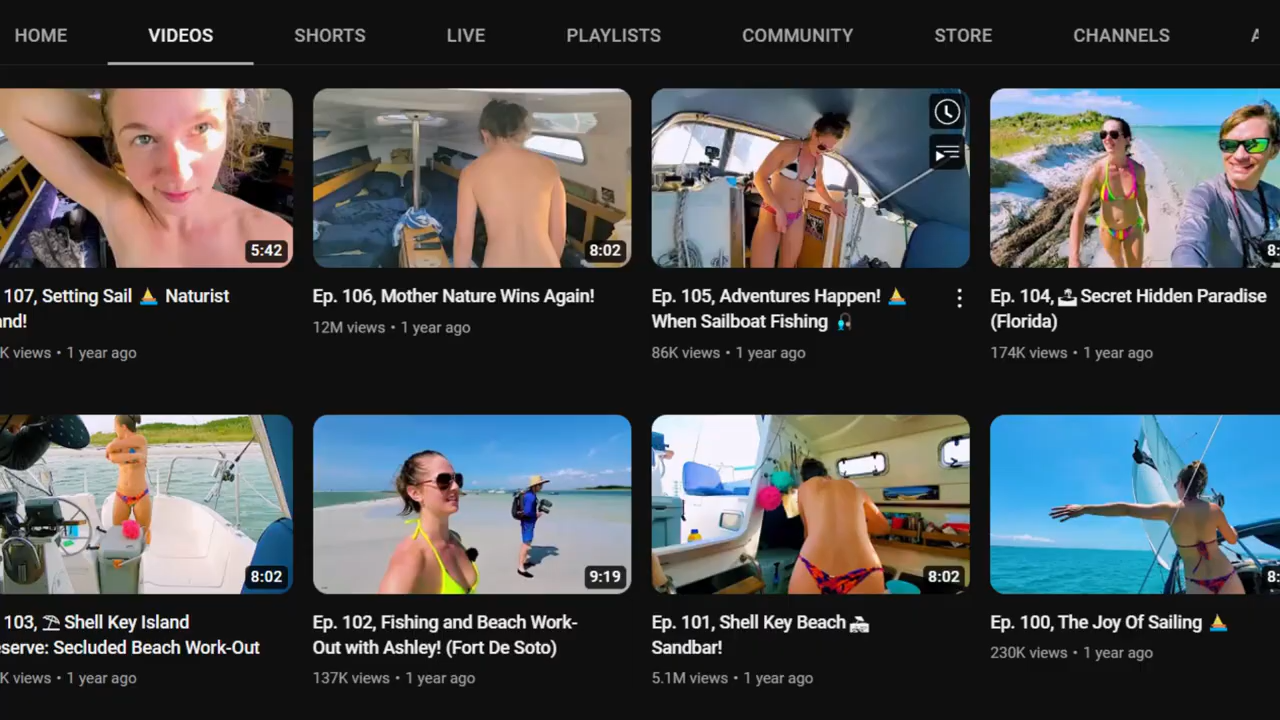 HOME VIDEOS SHORTS LIVE PLAYLISTS COMMUNITY STORE CHANNELS
5:42 8:02
107, Setting Sail ⛵ Naturist
nd!
K views • 1 year ago
Ep. 106, Mother Nature Wins Again!
12M views • 1 year ago
Ep. 105, Adventures Happen! ⛵
When Sailboat Fishing 🎣
86K views • 1 year ago
Ep. 104, 🏝 Secret Hidden Paradise
(Florida)
174K views • 1 year ago
8:02 9:19 8:02
103, ⛱ Shell Key Island
serve: Secluded Beach Work-Out
K views • 1 year ago
Ep. 102, Fishing and Beach Work-
Out with Ashley! (Fort De Soto)
137K views • 1 year ago
Ep. 101, Shell Key Beach 🏖
Sandbar!
5.1M views • 1 year ago
Ep. 100, The Joy Of Sailing ⛵
230K views • 1 year ago